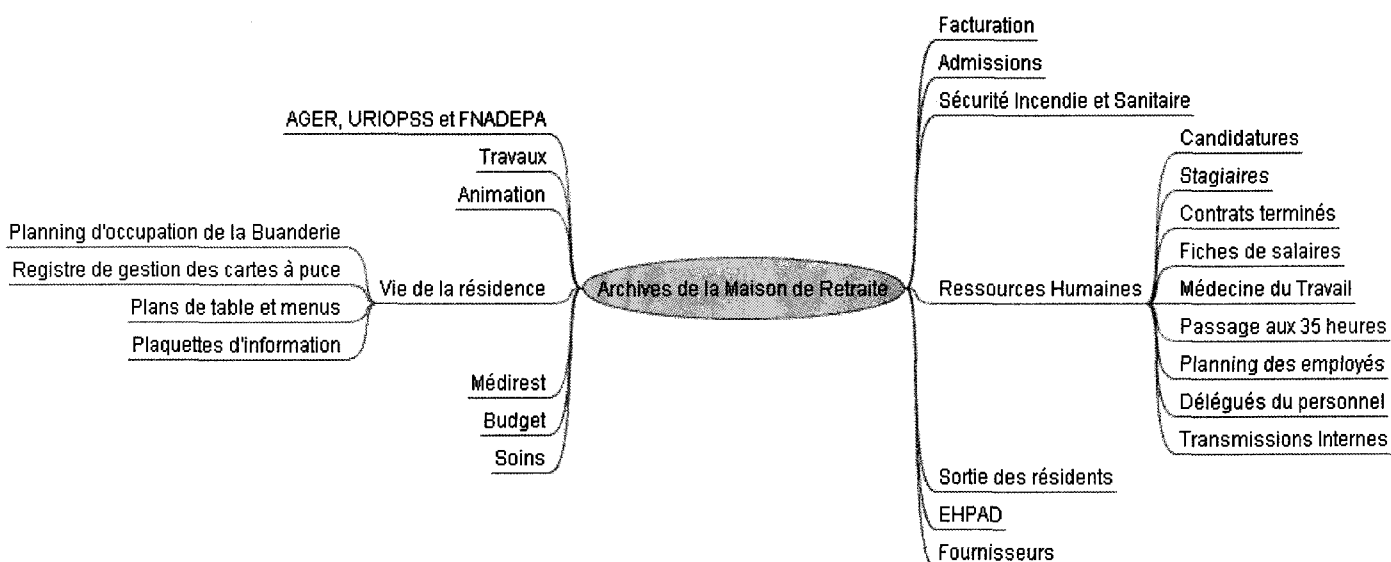 AGER, URIOPSS et FNADEPA
Travaux
Animation
Planning d'occupation de la Buanderie
Registre de gestion des cartes à puce
Plans de table et menus
Plaquettes d'information
Vie de la résidence
Médirest
Budget
Soins
Archives de la Maison de Retraite
Facturation
Admissions
Sécurité Incendie et Sanitaire
Ressources Humaines
Candidatures
Stagiaires
Contrats terminés
Fiches de salaires
Médecine du Travail
Passage aux 35 heures
Planning des employés
Délégués du personnel
Transmissions Internes
Sortie des résidents
EHPAD
Fournisseurs